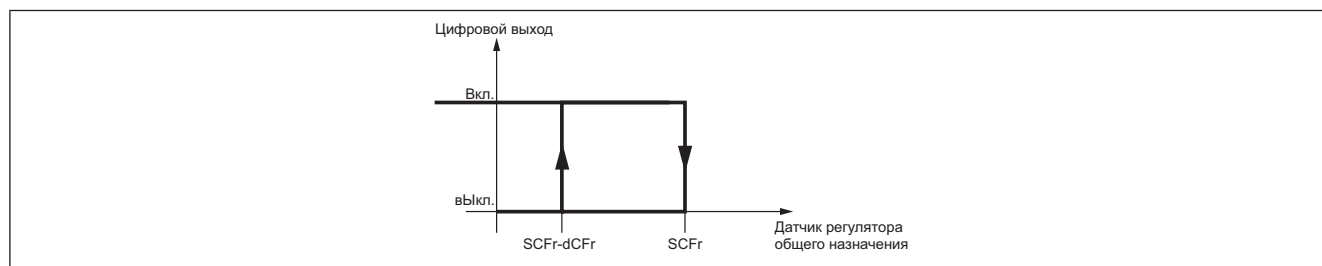 Цифровой выход
Вкл.
вЫкл.
Датчик регулятора
общего назначения
SCFr-dCFr
SCFr